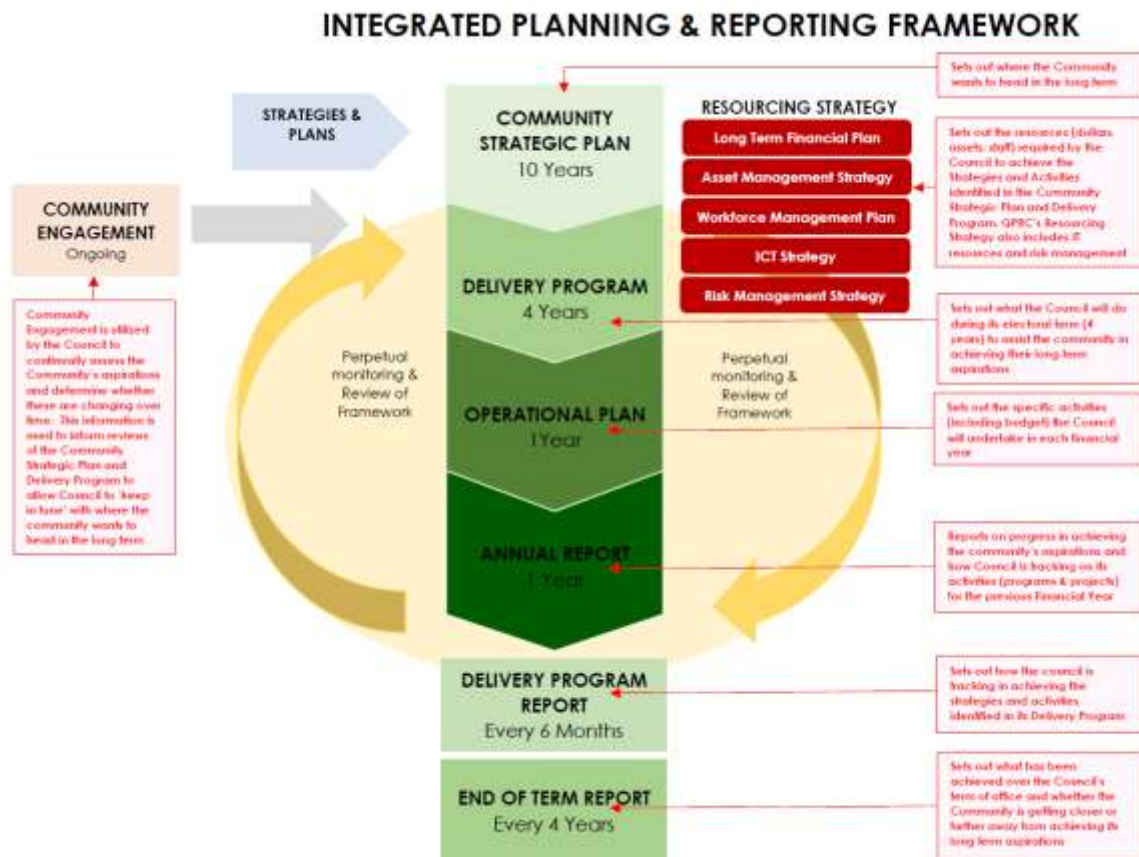 INTEGRATED PLANNING & REPORTING FRAMEWORK
STRATEGIES &
PLANS
COMMUNITY
STRATEGIC PLAN
10 Years
RESOURCING STRATEGY
Long Term Financial Plan
Asset Management Strategy
Workforce Management Plan
ICT Strategy
Risk Management Strategy
Sets out where the Community
wants to head in the long term
Sets out the resources (dollars,
assets, staff) required by the
Council to achieve the
Strategies and Activities
identified in the Community
Strategic Plan and Delivery
Program. QPRC's Resourcing
Strategy also includes IT
resources and risk management
COMMUNITY
ENGAGEMENT
Ongoing
Community
Engagement is utilized
by the Council to
continually assess the
Community's aspirations
and determine whether
these are changing over
time. This information is
used to inform reviews
of the Community
Strategic Plan and
Delivery Program to
allow Council to 'keep
in tune' with where the
community wants to
head in the long term
DELIVERY PROGRAM
4 Years
Sets out what the Council will do
during its electoral term (4
years) to assist the community
in achieving their long term
aspirations
Perpetual
monitoring &
Review of
Framework
OPERATIONAL PLAN
1Year
Perpetual
monitoring &
Review of
Framework
Sets out the specific activities
(including budget) the Council
will undertake in each financial
year
ANNUAL REPORT
1 Year
Reports on progress in achieving
the community's aspirations and
how Council is tracking on its
activities (programs & projects)
for the previous Financial Year
DELIVERY PROGRAM
REPORT
Every 6 Months
Sets out how the council is
tracking in achieving the
strategies and activities
identified in its Delivery Program
END OF TERM REPORT
Every 4 Years
Sets out what has been
achieved over the Council's
term of office and whether the
Community is getting closer or
away from achieving its
long term aspirations